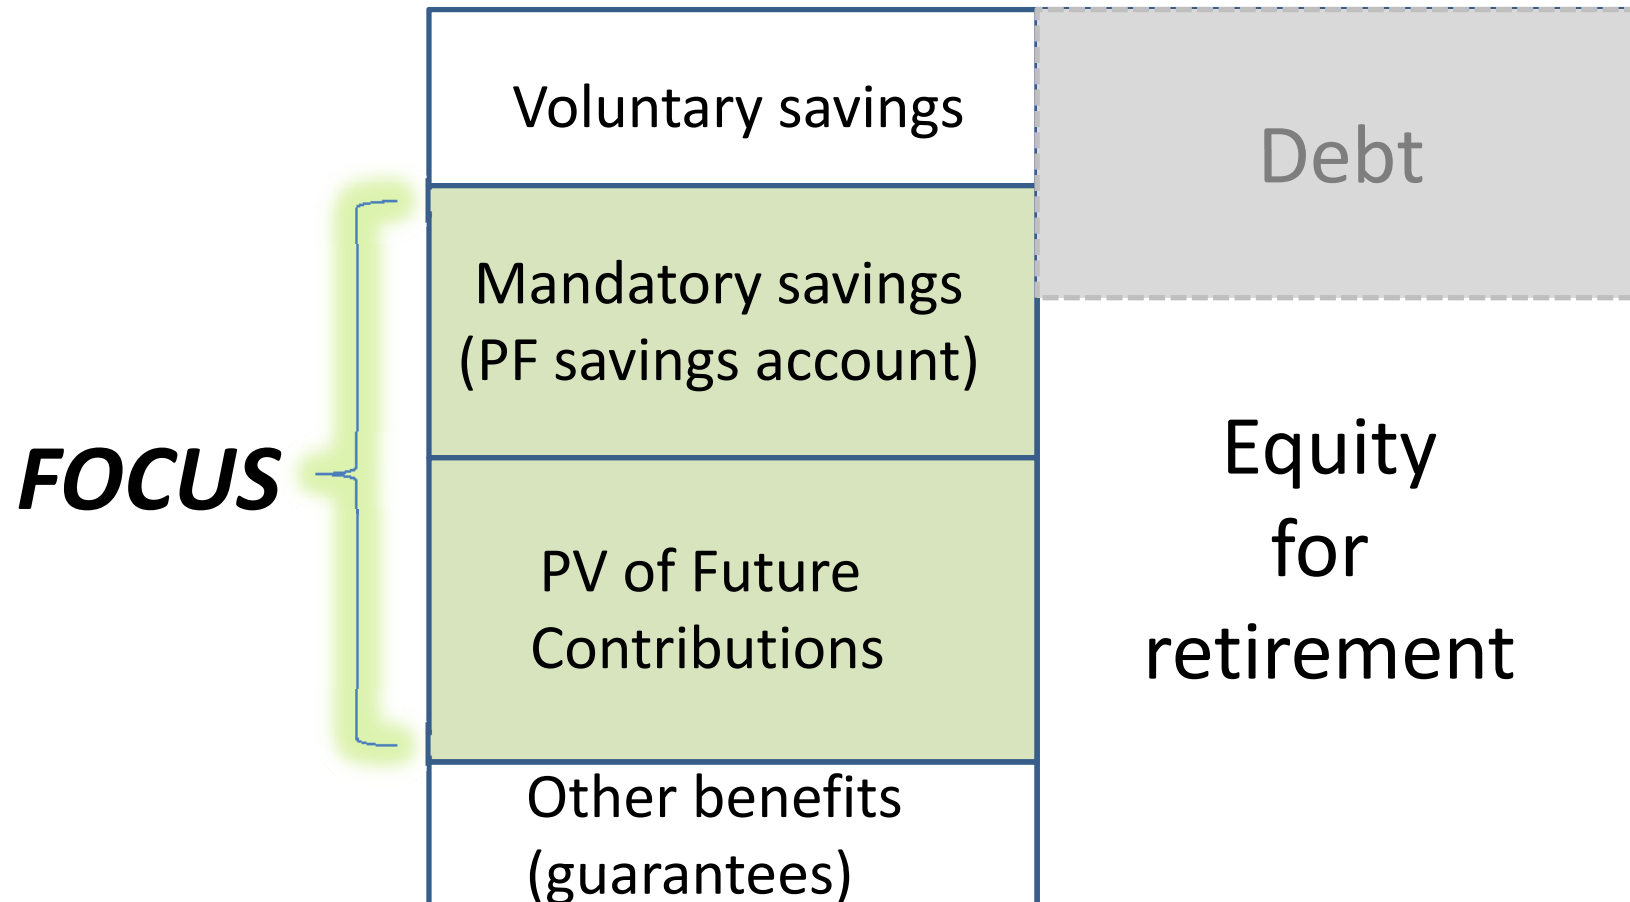 Voluntary savings
Debt
Mandatory savings
(PF savings account)
FOCUS
Equity
for
retirement
PV of Future
Contributions
Other benefits
(guarantees)